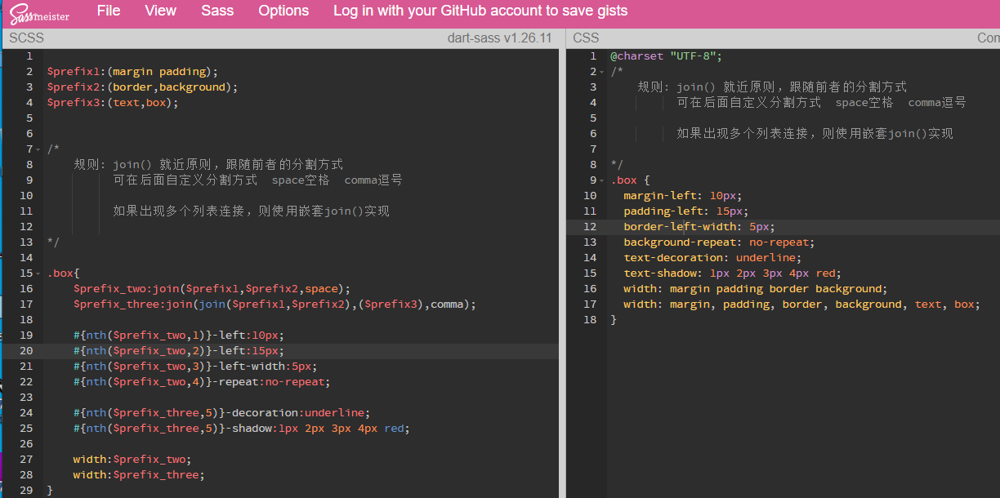 Sassmeister File View Sass Options Log in with your GitHub account to save gists
SCSS dart-sass v1.26.11
1
2 $prefix1:(margin padding);
3 $prefix2:(border,background);
4 $prefix3:(text,box);
5
6
7 /*
8 规则: join() 就近原则，跟随前者的分割方式
9 可在后面自定义分割方式 space空格 comma逗号
10
11 如果出现多个列表连接，则使用嵌套join()实现
12
13 */
14
15 .box{
16 $prefix_two:join($prefix1,$prefix2,space);
17 $prefix_three:join(join($prefix1,$prefix2),($prefix3),comma);
18
19 #{nth($prefix_two,1)}-left:10px;
20 #{nth($prefix_two,2)}-left:15px;
21 #{nth($prefix_two,3)}-left-width:5px;
22 #{nth($prefix_two,4)}-repeat:no-repeat;
23
24 #{nth($prefix_three,5)}-decoration:underline;
25 #{nth($prefix_three,5)}-shadow:1px 2px 3px 4px red;
26
27 width:$prefix_two;
28 width:$prefix_three;
29 }
CSS Com
1 @charset "UTF-8";
2 /*
3 规则: join() 就近原则，跟随前者的分割方式
4 可在后面自定义分割方式 space空格 comma逗号
5
6 如果出现多个列表连接，则使用嵌套join()实现
7
8 */
9 .box {
10 margin-left: 10px;
11 padding-left: 15px;
12 border-left-width: 5px;
13 background-repeat: no-repeat;
14 text-decoration: underline;
15 text-shadow: 1px 2px 3px 4px red;
16 width: margin padding border background;
17 width: margin, padding, border, background, text, box;
18 }